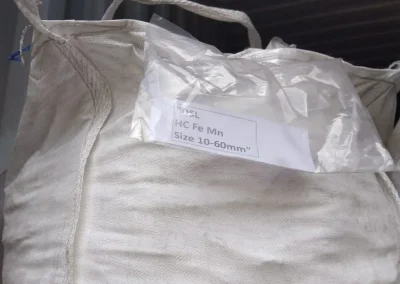 HC Fe Mn
Size 10-60mm"